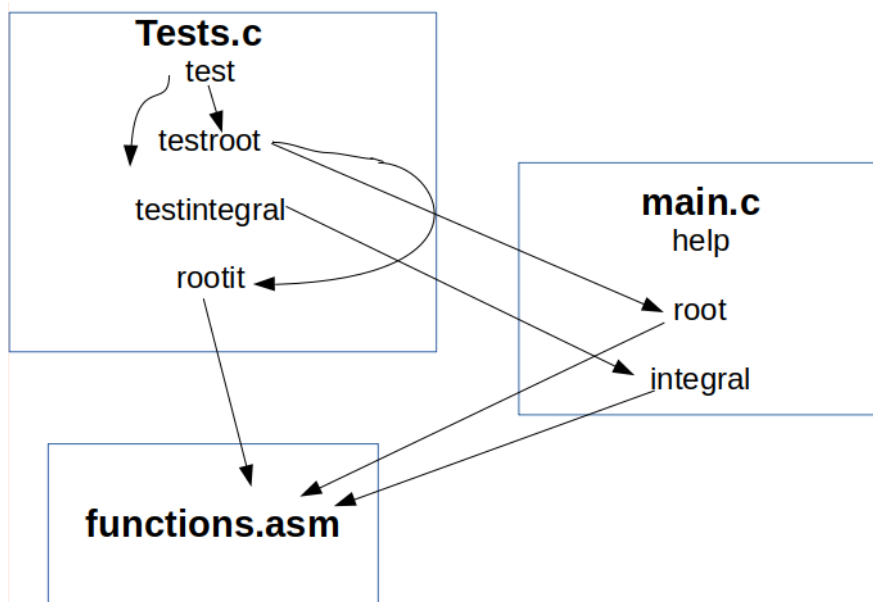 Tests.c
test
testroot
testintegral
rootit
main.c
help
root
integral
functions.asm